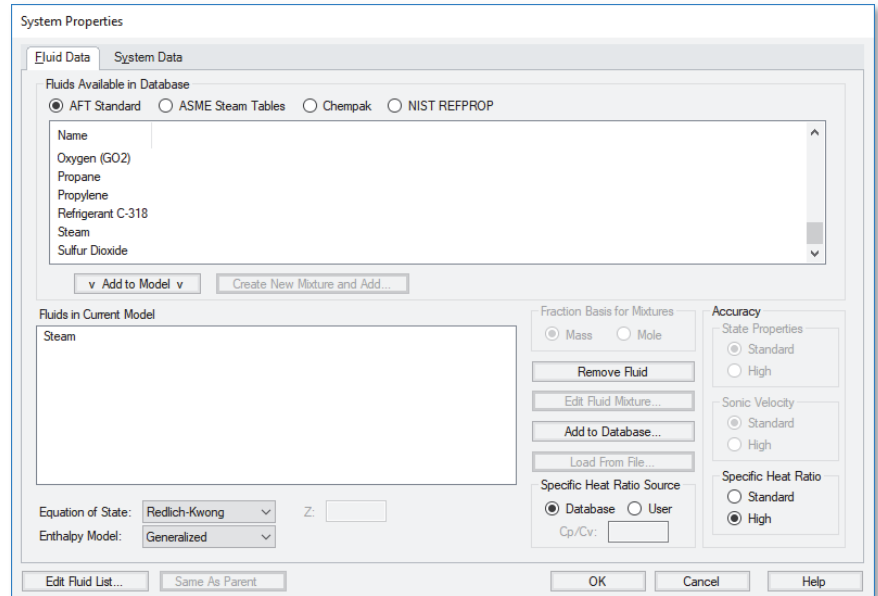 System Properties
Fluid Data System Data
Fluids Available in Database
AFT Standard ASME Steam Tables Chempak NIST REFPROP
Name
Oxygen (GO2)
Propane
Propylene
Refrigerant C-318
Steam
Sulfur Dioxide
v Add to Model v Create New Mixture and Add...
Fluids in Current Model
Steam
Fraction Basis for Mixtures
Mass Mole
Remove Fluid
Edit Fluid Mixture...
Add to Database...
Load From File...
Specific Heat Ratio Source
Database User
Cp/Cv:
Accuracy
State Properties
Standard
High
Sonic Velocity
Standard
High
Specific Heat Ratio
Standard
High
Equation of State: Redlich-Kwong Z:
Enthalpy Model: Generalized
Edit Fluid List... Same As Parent OK Cancel Help